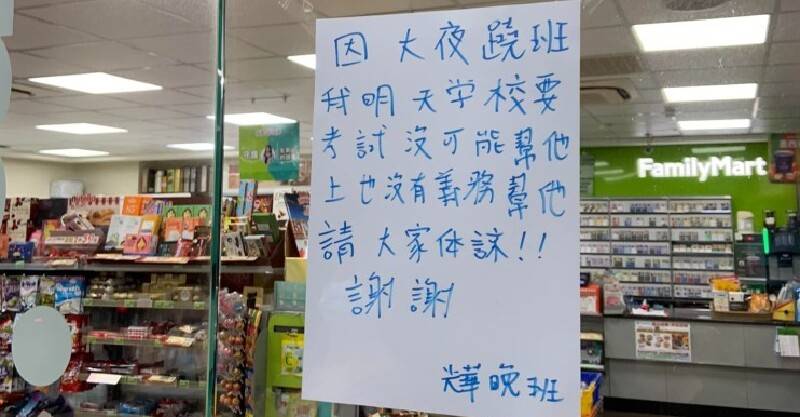 因 大夜蹺班
我明天学校要
考試沒可能幫他
上也沒有義務幫他
請 大家体諒!!
謝謝
晚班
FamilyMart